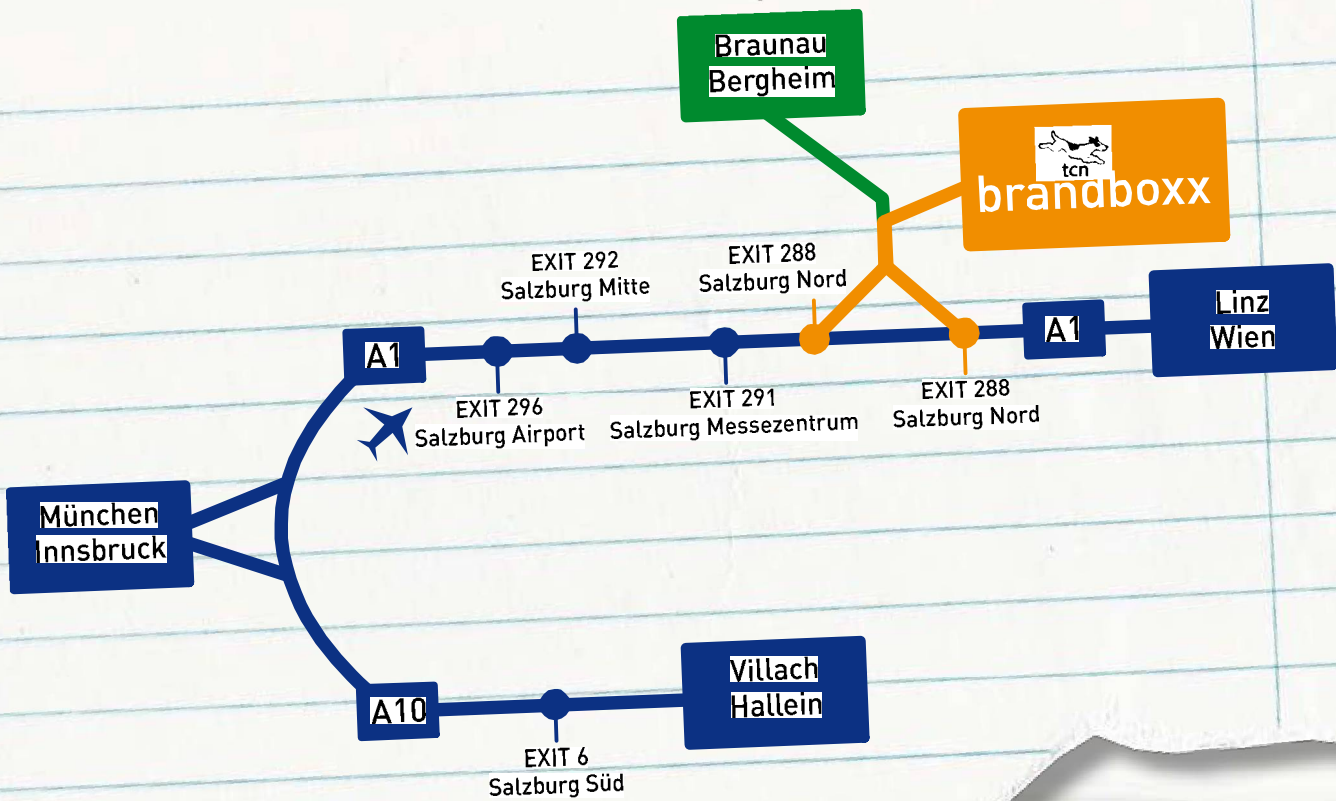 Braunau
Bergheim
tcn
brandboxx
EXIT 292
Salzburg Mitte
EXIT 288
Salzburg Nord
Linz
Wien
A1
A1
EXIT 296
Salzburg Airport
EXIT 291
Salzburg Messezentrum
EXIT 288
Salzburg Nord
München
Innsbruck
A10
Villach
Hallein
EXIT 6
Salzburg Süd